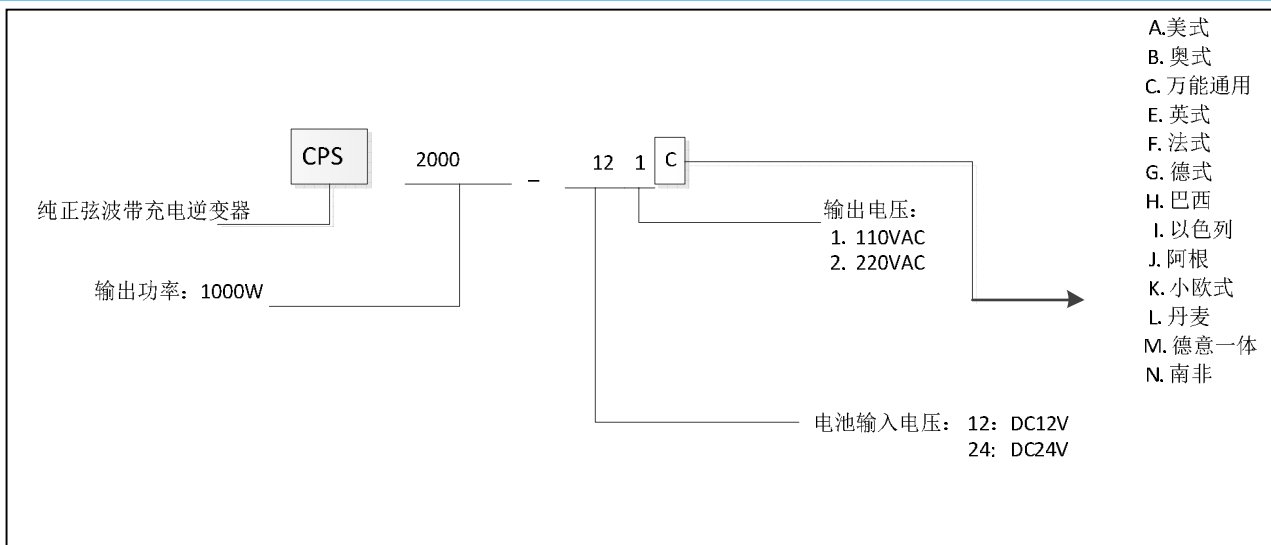 CPS 2000 - 12 1 C
纯正弦波带充电逆变器
输出功率：1000W
输出电压：
1. 110VAC
2. 220VAC
电池输入电压： 12： DC12V
24： DC24V
A.美式
B. 奥式
C. 万能通用
E. 英式
F. 法式
G. 德式
H. 巴西
I. 以色列
J. 阿根
K. 小欧式
L. 丹麦
M. 德意一体
N. 南非